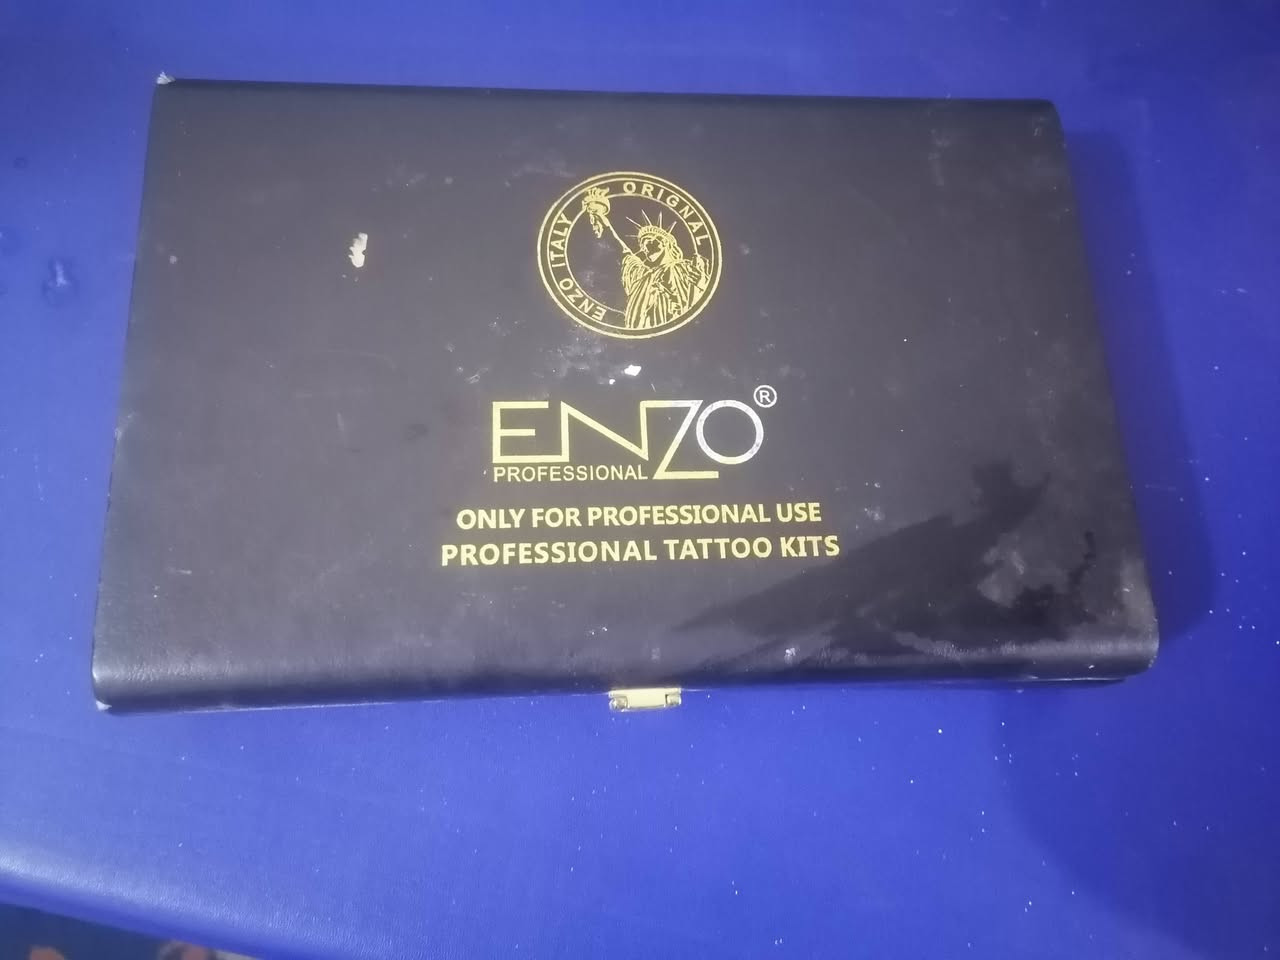 ENZO ITALY ORIGNAL
ENZO®
PROFESSIONAL
ONLY FOR PROFESSIONAL USE
PROFESSIONAL TATTOO KITS